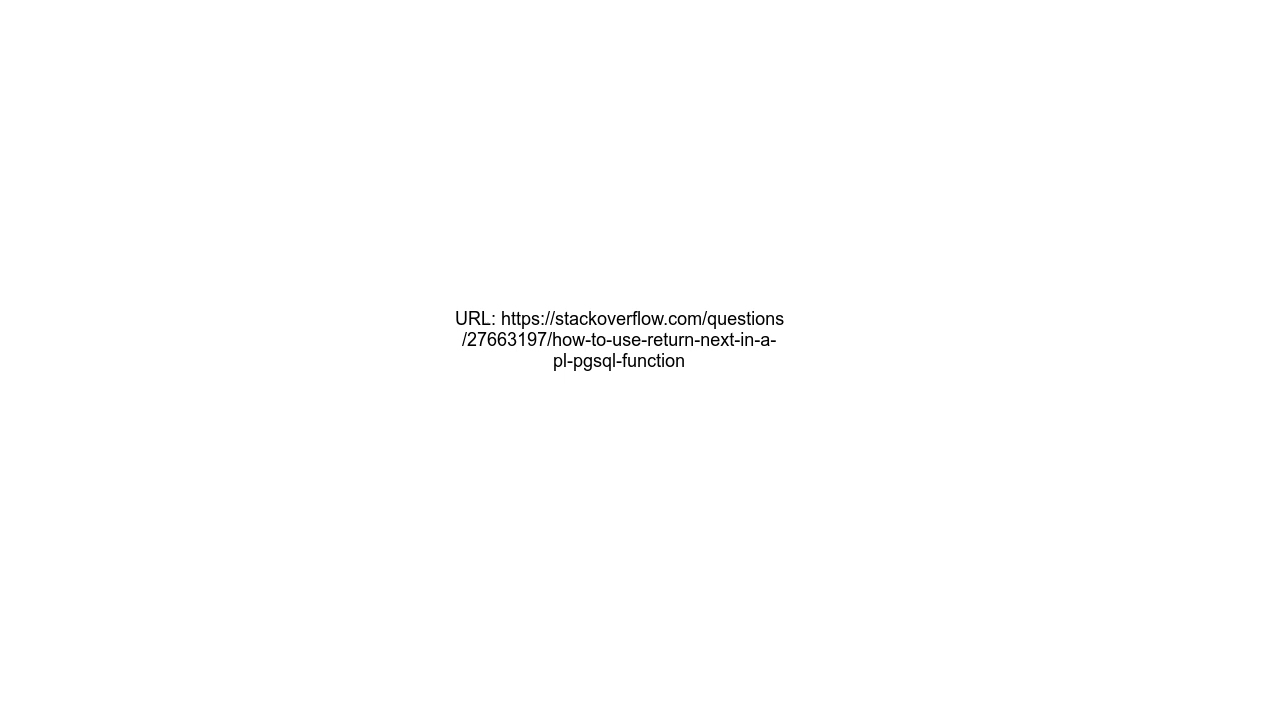 URL: https://stackoverflow.com/questions
/27663197/how-to-use-return-next-in-a-
pl-pgsql-function